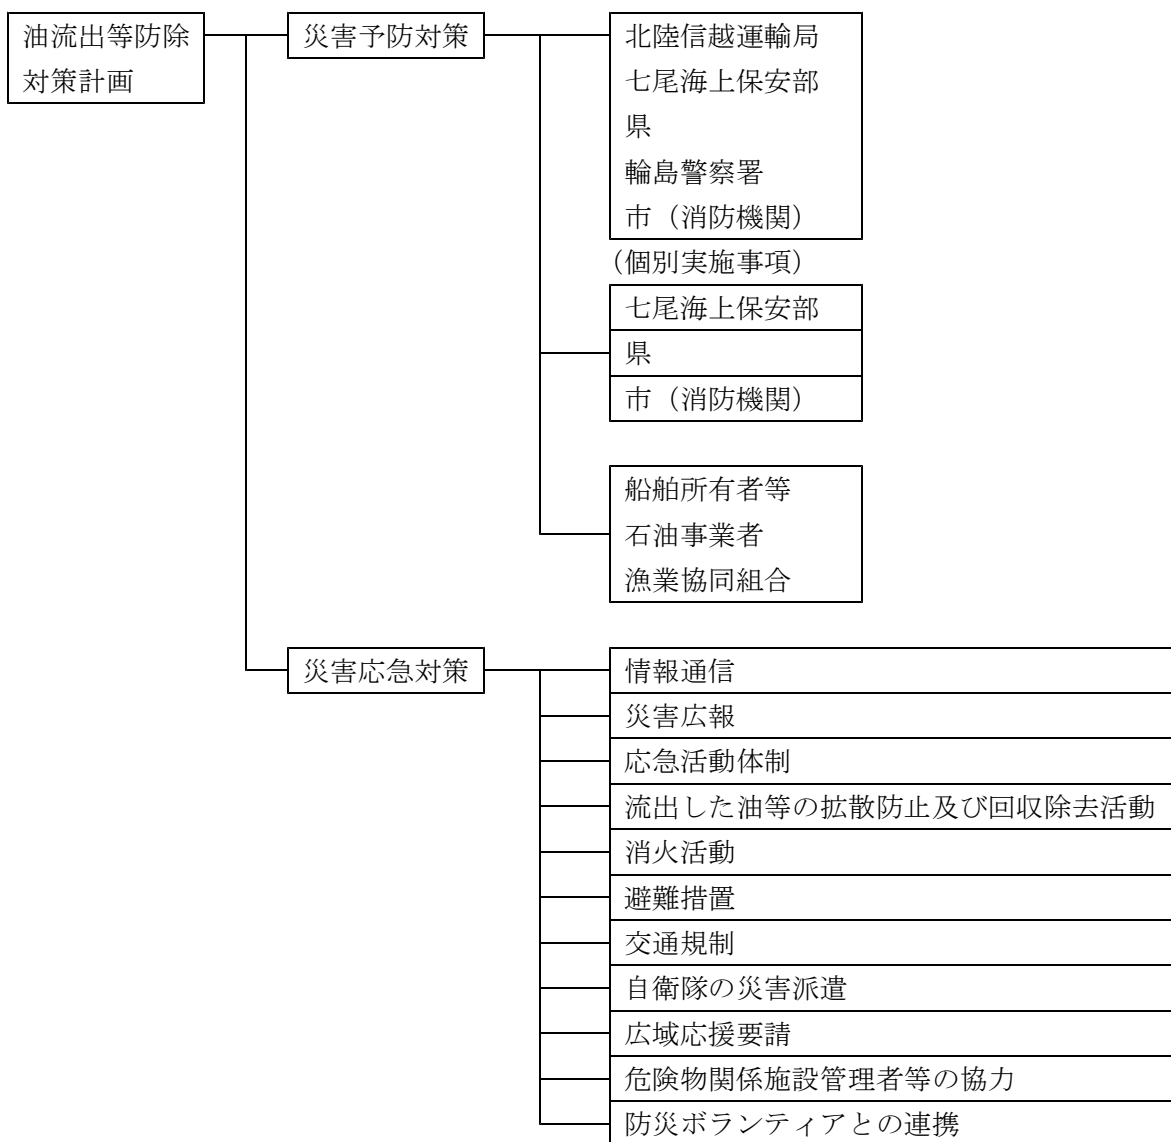 油流出等防除
対策計画
災害予防対策
北陸信越運輸局
七尾海上保安部
県
輪島警察署
市（消防機関）
（個別実施事項）
七尾海上保安部
県
市（消防機関）
船舶所有者等
石油事業者
漁業協同組合
災害応急対策
情報通信
災害広報
応急活動体制
流出した油等の拡散防止及び回収除去活動
消火活動
避難措置
交通規制
自衛隊の災害派遣
広域応援要請
危険物関係施設管理者等の協力
防災ボランティアとの連携